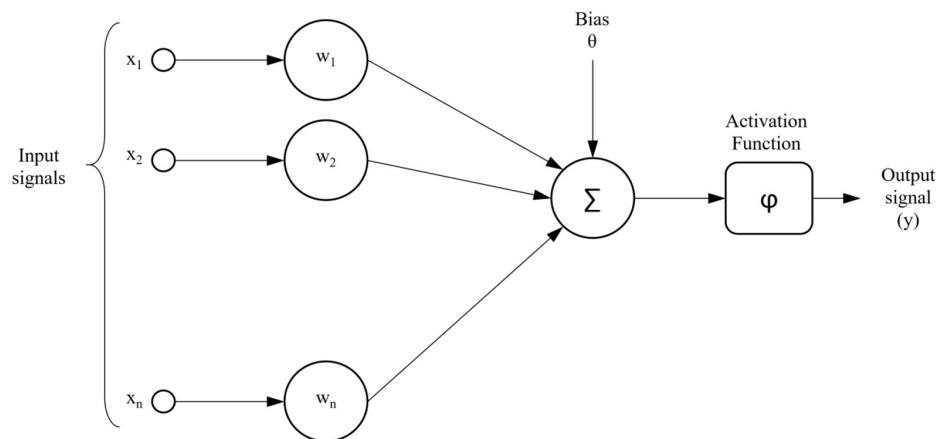 Input
signals
x₁
w₁
x₂
w₂
xₙ
wₙ
Bias
θ
Σ
Activation
Function
φ
Output
signal
(y)